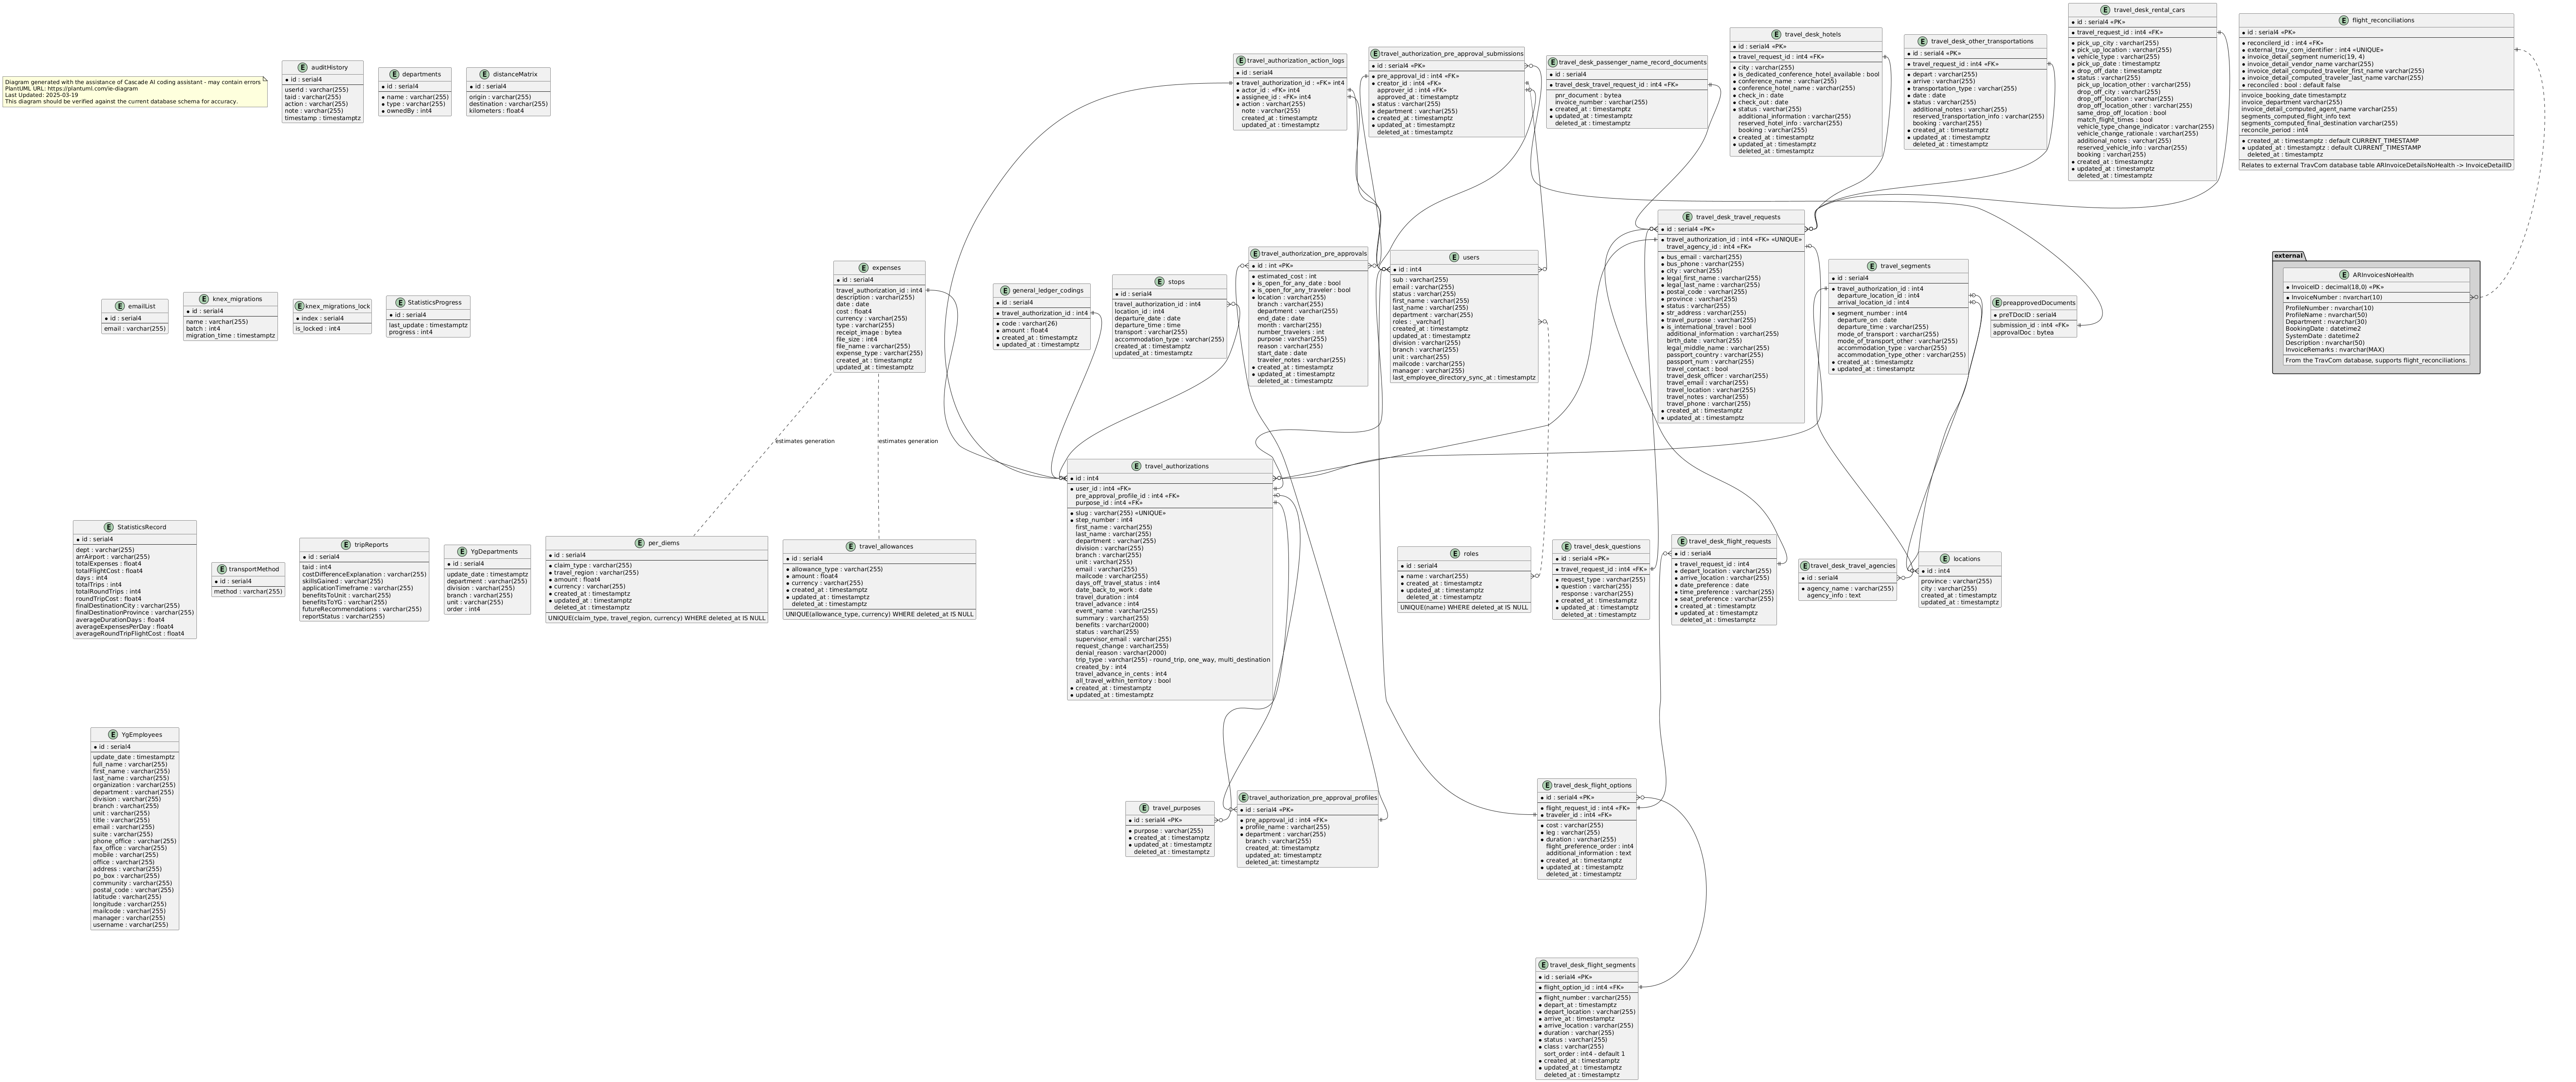 Diagram generated with the assistance of Cascade AI coding assistant - may contain errors
PlantUML URL: https://plantuml.com/ie-diagram
Last Updated: 2025-03-19
This diagram should be verified against the current database schema for accuracy.
E auditHistory
id : serial4
userId : varchar(255)
taid : varchar(255)
action : varchar(255)
note : varchar(255)
timestamp : timestamptz
E departments
id : serial4
name : varchar(255)
type : varchar(255)
ownedBy : int4
E distanceMatrix
id : serial4
origin : varchar(255)
destination : varchar(255)
kilometers : float4
E travel_authorization_action_logs
id : serial4
travel_authorization_id : <<FK>> int4
actor_id : <<FK>> int4
assignee_id : <<FK>> int4
action : varchar(255)
note : varchar(255)
created_at : timestamptz
updated_at : timestamptz
E travel_authorization_pre_approval_submissions
id : serial4 <<PK>>
pre_approval_id : int4 <<FK>>
creator_id : int4 <<FK>>
approver_id : int4 <<FK>>
approved_at : timestamptz
status : varchar(255)
department : varchar(255)
created_at : timestamptz
updated_at : timestamptz
deleted_at : timestamptz
E travel_desk_passenger_name_record_documents
id : serial4
travel_desk_travel_request_id : int4 <<FK>>
pnr_document : bytea
invoice_number : varchar(255)
created_at : timestamptz
updated_at : timestamptz
deleted_at : timestamptz
E travel_desk_hotels
id : serial4 <<PK>>
travel_request_id : int4 <<FK>>
city : varchar(255)
is_dedicated_conference_hotel_available : bool
conference_name : varchar(255)
conference_hotel_name : varchar(255)
check_in : date
check_out : date
status : varchar(255)
additional_information : varchar(255)
reserved_hotel_info : varchar(255)
booking : varchar(255)
created_at : timestamptz
updated_at : timestamptz
deleted_at : timestamptz
E travel_desk_other_transportations
id : serial4 <<PK>>
travel_request_id : int4 <<FK>>
depart : varchar(255)
arrive : varchar(255)
transportation_type : varchar(255)
date : date
status : varchar(255)
additional_notes : varchar(255)
reserved_transportation_info : varchar(255)
booking : varchar(255)
created_at : timestamptz
updated_at : timestamptz
deleted_at : timestamptz
E travel_desk_rental_cars
id : serial4 <<PK>>
travel_request_id : int4 <<FK>>
pick_up_city : varchar(255)
pick_up_location : varchar(255)
vehicle_type : varchar(255)
pick_up_date : timestamptz
drop_off_date : timestamptz
status : varchar(255)
pick_up_location_other : varchar(255)
drop_off_city : varchar(255)
drop_off_location : varchar(255)
drop_off_location_other : varchar(255)
same_drop_off_location : bool
match_flight_times : bool
vehicle_type_change_indicator : varchar(255)
vehicle_change_rationale : varchar(255)
additional_notes : varchar(255)
reserved_vehicle_info : varchar(255)
booking : varchar(255)
created_at : timestamptz
updated_at : timestamptz
deleted_at : timestamptz
E flight_reconciliations
id : serial4 <<PK>>
reconcilerd_id : int4 <<FK>>
external_trav_com_identifier : int4 <<UNIQUE>>
invoice_detail_segment numeric(19, 4)
invoice_detail_vendor_name varchar(255)
invoice_detail_computed_traveler_first_name varchar(255)
invoice_detail_computed_traveler_last_name varchar(255)
reconciled : bool : default false
invoice_booking_date timestamptz
invoice_department varchar(255)
invoice_detail_computed_agent_name varchar(255)
segments_computed_flight_info text
segments_computed_final_destination varchar(255)
reconcile_period : int4
created_at : timestamptz : default CURRENT_TIMESTAMP
updated_at : timestamptz : default CURRENT_TIMESTAMP
deleted_at : timestamptz
Relates to external TravCom database table ARInvoiceDetailsNoHealth -> InvoiceDetailID
E emailList
id : serial4
email : varchar(255)
E knex_migrations
id : serial4
name : varchar(255)
batch : int4
migration_time : timestamptz
E knex_migrations_lock
index : serial4
is_locked : int4
E StatisticsProgress
id : serial4
last_update : timestamptz
progress : int4
E expenses
id : serial4
travel_authorization_id : int4
description : varchar(255)
date : date
cost : float4
currency : varchar(255)
type : varchar(255)
receipt_image : bytea
file_size : int4
file_name : varchar(255)
expense_type : varchar(255)
created_at : timestamptz
updated_at : timestamptz
E general_ledger_codings
id : serial4
travel_authorization_id : int4
code : varchar(26)
amount : float4
created_at : timestamptz
updated_at : timestamptz
E stops
id : serial4
travel_authorization_id : int4
location_id : int4
departure_date : date
departure_time : time
transport : varchar(255)
accommodation_type : varchar(255)
created_at : timestamptz
updated_at : timestamptz
E travel_authorization_pre_approvals
id : int <<PK>>
estimated_cost : int
is_open_for_any_date : bool
is_open_for_any_traveler : bool
location : varchar(255)
branch : varchar(255)
department : varchar(255)
end_date : date
month : varchar(255)
number_travelers : int
purpose : varchar(255)
reason : varchar(255)
start_date : date
traveler_notes : varchar(255)
created_at : timestamptz
updated_at : timestamptz
deleted_at : timestamptz
E users
id : int4
sub : varchar(255)
email : varchar(255)
status : varchar(255)
first_name : varchar(255)
last_name : varchar(255)
department : varchar(255)
roles : _varchar[]
created_at : timestamptz
updated_at : timestamptz
division : varchar(255)
branch : varchar(255)
unit : varchar(255)
mailcode : varchar(255)
manager : varchar(255)
last_employee_directory_sync_at : timestamptz
E travel_desk_travel_requests
id : serial4 <<PK>>
travel_authorization_id : int4 <<FK>> <<UNIQUE>>
travel_agency_id : int4 <<FK>>
bus_email : varchar(255)
bus_phone : varchar(255)
city : varchar(255)
legal_first_name : varchar(255)
legal_last_name : varchar(255)
postal_code : varchar(255)
province : varchar(255)
status : varchar(255)
str_address : varchar(255)
travel_purpose : varchar(255)
is_international_travel : bool
additional_information : varchar(255)
birth_date : varchar(255)
legal_middle_name : varchar(255)
passport_country : varchar(255)
passport_num : varchar(255)
travel_contact : bool
travel_desk_officer : varchar(255)
travel_email : varchar(255)
travel_location : varchar(255)
travel_notes : varchar(255)
travel_phone : varchar(255)
created_at : timestamptz
updated_at : timestamptz
E travel_segments
id : serial4
travel_authorization_id : int4
departure_location_id : int4
arrival_location_id : int4
segment_number : int4
departure_on : date
departure_time : varchar(255)
mode_of_transport : varchar(255)
mode_of_transport_other : varchar(255)
accommodation_type : varchar(255)
accommodation_type_other : varchar(255)
created_at : timestamptz
updated_at : timestamptz
E preapprovedDocuments
preTDocID : serial4
submission_id : int4 <<FK>>
approvalDoc : bytea
external
E ARInvoicesNoHealth
InvoiceID : decimal(18,0) <<PK>>
InvoiceNumber : nvarchar(10)
ProfileNumber : nvarchar(10)
ProfileName : nvarchar(50)
Department : nvarchar(30)
BookingDate : datetime2
SystemDate : datetime2
Description : nvarchar(50)
InvoiceRemarks : nvarchar(MAX)
From the TravCom database, supports flight_reconciliations.
estimates generation
estimates generation
E travel_authorizations
id : int4
user_id : int4 <<FK>>
pre_approval_profile_id : int4 <<FK>>
purpose_id : int4 <<FK>>
slug : varchar(255) <<UNIQUE>>
step_number : int4
first_name : varchar(255)
last_name : varchar(255)
department : varchar(255)
division : varchar(255)
branch : varchar(255)
unit : varchar(255)
email : varchar(255)
mailcode : varchar(255)
days_off_travel_status : int4
date_back_to_work : date
travel_duration : int4
travel_advance : int4
event_name : varchar(255)
summary : varchar(255)
benefits : varchar(2000)
status : varchar(255)
supervisor_email : varchar(255)
request_change : varchar(255)
denial_reason : varchar(2000)
trip_type : varchar(255) - round_trip, one_way, multi_destination
created_by : int4
travel_advance_in_cents : int4
all_travel_within_territory : bool
created_at : timestamptz
updated_at : timestamptz
E StatisticsRecord
id : serial4
dept : varchar(255)
arrAirport : varchar(255)
totalExpenses : float4
totalFlightCost : float4
days : int4
totalTrips : int4
totalRoundTrips : int4
roundTripCost : float4
finalDestinationCity : varchar(255)
finalDestinationProvince : varchar(255)
averageDurationDays : float4
averageExpensesPerDay : float4
averageRoundTripFlightCost : float4
E transportMethod
id : serial4
method : varchar(255)
E tripReports
id : serial4
taid : int4
costDifferenceExplanation : varchar(255)
skillsGained : varchar(255)
applicationTimeframe : varchar(255)
benefitsToUnit : varchar(255)
benefitsToYG : varchar(255)
futureRecommendations : varchar(255)
reportStatus : varchar(255)
E YgDepartments
id : serial4
update_date : timestamptz
department : varchar(255)
division : varchar(255)
branch : varchar(255)
unit : varchar(255)
order : int4
E per_diems
id : serial4
claim_type : varchar(255)
travel_region : varchar(255)
amount : float4
currency : varchar(255)
created_at : timestamptz
updated_at : timestamptz
deleted_at : timestamptz
UNIQUE(claim_type, travel_region, currency) WHERE deleted_at IS NULL
E travel_allowances
id : serial4
allowance_type : varchar(255)
amount : float4
currency : varchar(255)
created_at : timestamptz
updated_at : timestamptz
deleted_at : timestamptz
UNIQUE(allowance_type, currency) WHERE deleted_at IS NULL
E roles
id : serial4
name : varchar(255)
created_at : timestamptz
updated_at : timestamptz
deleted_at : timestamptz
UNIQUE(name) WHERE deleted_at IS NULL
E travel_desk_questions
id : serial4 <<PK>>
travel_request_id : int4 <<FK>>
request_type : varchar(255)
question : varchar(255)
response : varchar(255)
created_at : timestamptz
updated_at : timestamptz
deleted_at : timestamptz
E travel_desk_flight_requests
id : serial4
travel_request_id : int4
depart_location : varchar(255)
arrive_location : varchar(255)
date_preference : date
time_preference : varchar(255)
seat_preference : varchar(255)
created_at : timestamptz
updated_at : timestamptz
deleted_at : timestamptz
E travel_desk_travel_agencies
id : serial4
agency_name : varchar(255)
agency_info : text
E locations
id : int4
province : varchar(255)
city : varchar(255)
created_at : timestamptz
updated_at : timestamptz
E YgEmployees
id : serial4
update_date : timestamptz
full_name : varchar(255)
first_name : varchar(255)
last_name : varchar(255)
organization : varchar(255)
department : varchar(255)
division : varchar(255)
branch : varchar(255)
unit : varchar(255)
title : varchar(255)
email : varchar(255)
suite : varchar(255)
phone_office : varchar(255)
fax_office : varchar(255)
mobile : varchar(255)
office : varchar(255)
address : varchar(255)
po_box : varchar(255)
community : varchar(255)
postal_code : varchar(255)
latitude : varchar(255)
longitude : varchar(255)
mailcode : varchar(255)
manager : varchar(255)
username : varchar(255)
E travel_purposes
id : serial4 <<PK>>
purpose : varchar(255)
created_at : timestamptz
updated_at : timestamptz
deleted_at : timestamptz
E travel_authorization_pre_approval_profiles
id : serial4 <<PK>>
pre_approval_id : int4 <<FK>>
profile_name : varchar(255)
department : varchar(255)
branch : varchar(255)
created_at: timestamptz
updated_at: timestamptz
deleted_at: timestamptz
E travel_desk_flight_options
id : serial4 <<PK>>
flight_request_id : int4 <<FK>>
traveler_id : int4 <<FK>>
cost : varchar(255)
leg : varchar(255)
duration : varchar(255)
flight_preference_order : int4
additional_information : text
created_at : timestamptz
updated_at : timestamptz
deleted_at : timestamptz
E travel_desk_flight_segments
id : serial4 <<PK>>
flight_option_id : int4 <<FK>>
flight_number : varchar(255)
depart_at : timestamptz
depart_location : varchar(255)
arrive_at : timestamptz
arrive_location : varchar(255)
duration : varchar(255)
status : varchar(255)
class : varchar(255)
sort_order : int4 - default 1
created_at : timestamptz
updated_at : timestamptz
deleted_at : timestamptz